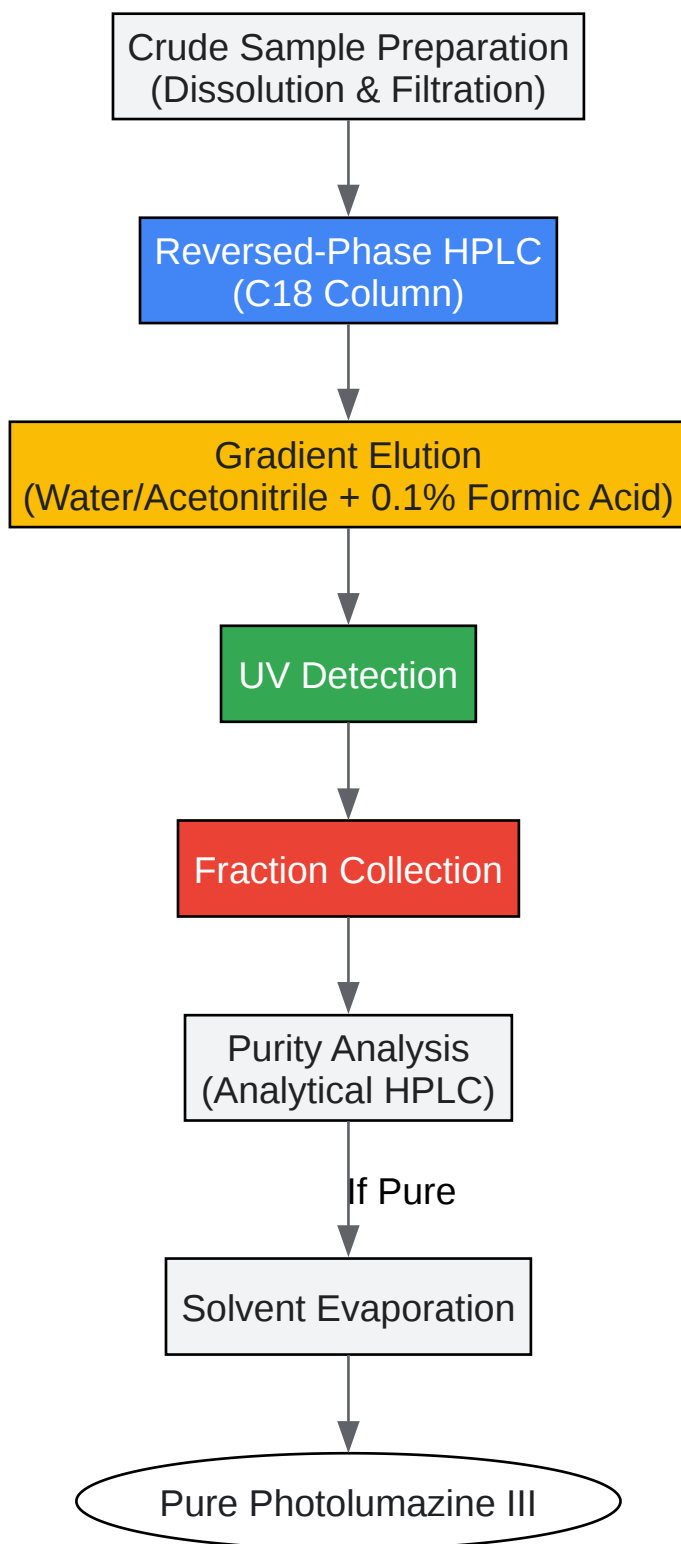 Crude Sample Preparation
(Dissolution & Filtration)
Reversed-Phase HPLC
(C18 Column)
Gradient Elution
(Water/Acetonitrile + 0.1% Formic Acid)
UV Detection
Fraction Collection
Purity Analysis
(Analytical HPLC)
If Pure
Solvent Evaporation
Pure Photolumazine III